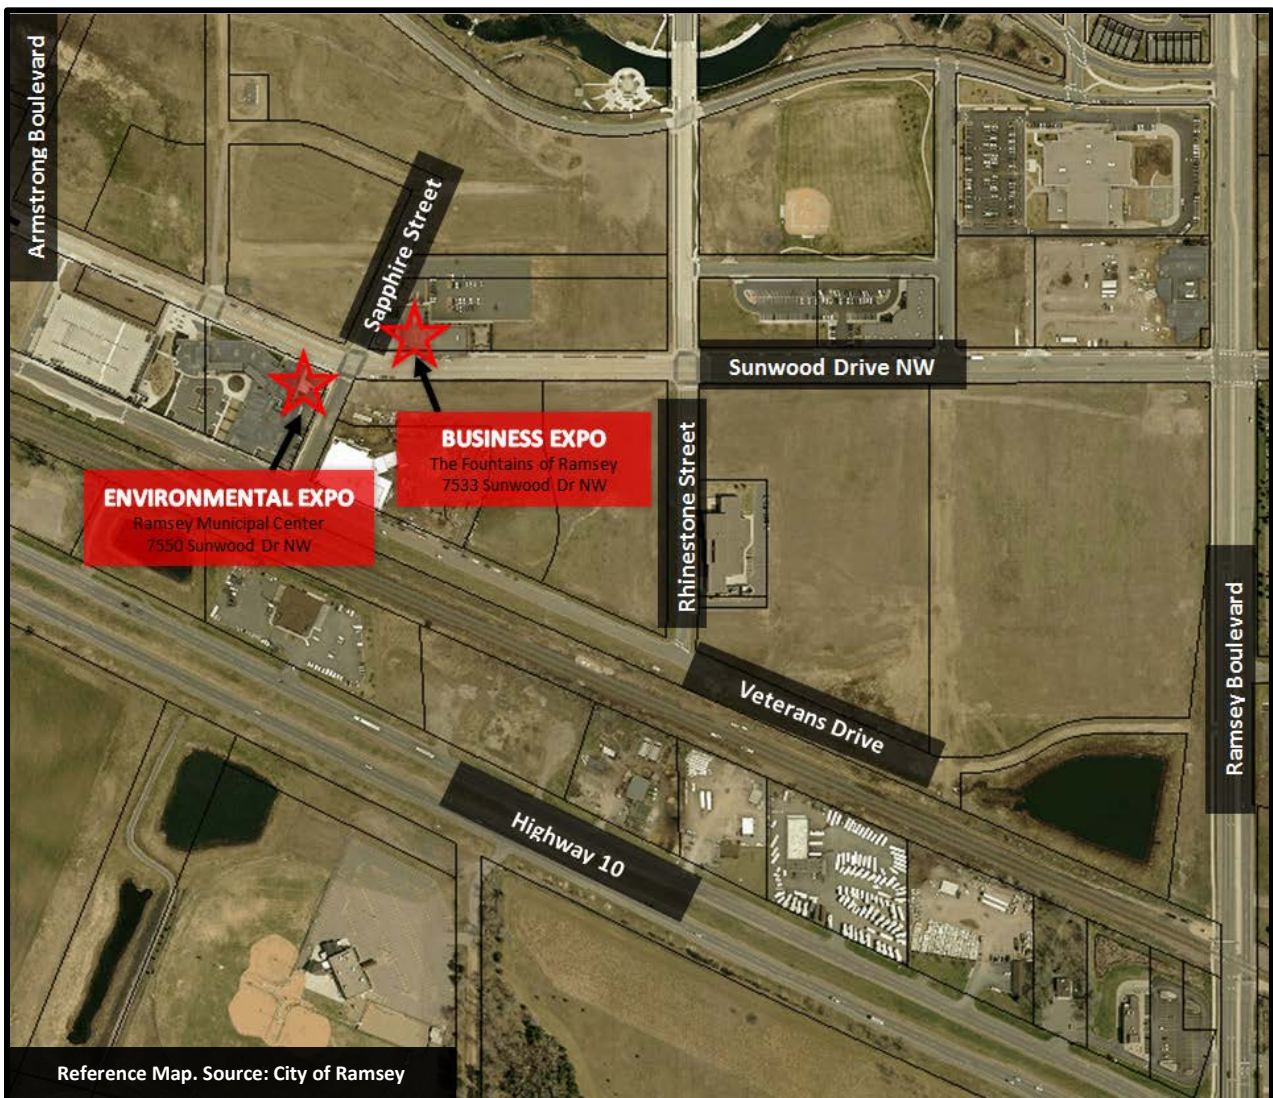 Armstrong Boulevard
Sapphire Street
Sunwood Drive NW
BUSINESS EXPO
The Fountains of Ramsey
7533 Sunwood Dr NW
ENVIRONMENTAL EXPO
Ramsey Municipal Center
7550 Sunwood Dr NW
Rhinestone Street
Veterans Drive
Ramsey Boulevard
Highway 10
Reference Map. Source: City of Ramsey